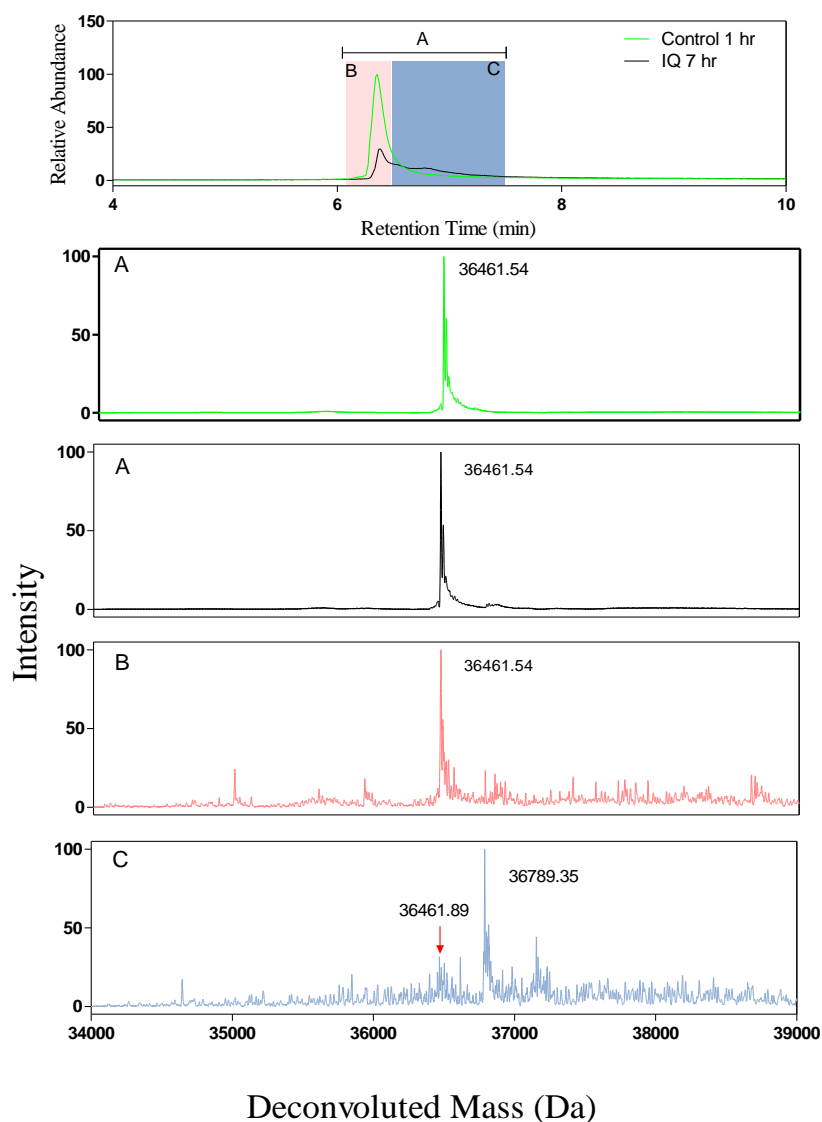 150
100
50
0
Relative Abundance
A
B
C
Control 1 hr
IQ 7 hr
4 6 8 10
Retention Time (min)
A
36461.54
100
50
0
A
36461.54
100
50
0
Intensity
B
36461.54
100
50
0
C
36789.35
36461.89
100
50
0
34000 35000 36000 37000 38000 39000
Deconvoluted Mass (Da)